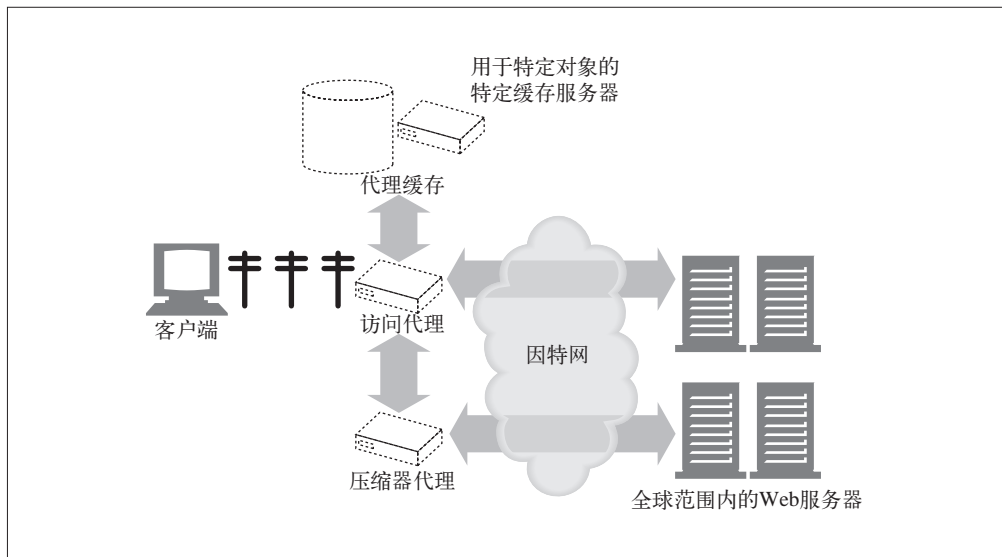 用于特定对象的
特定缓存服务器
代理缓存
客户端
访问代理
因特网
压缩器代理
全球范围内的Web服务器